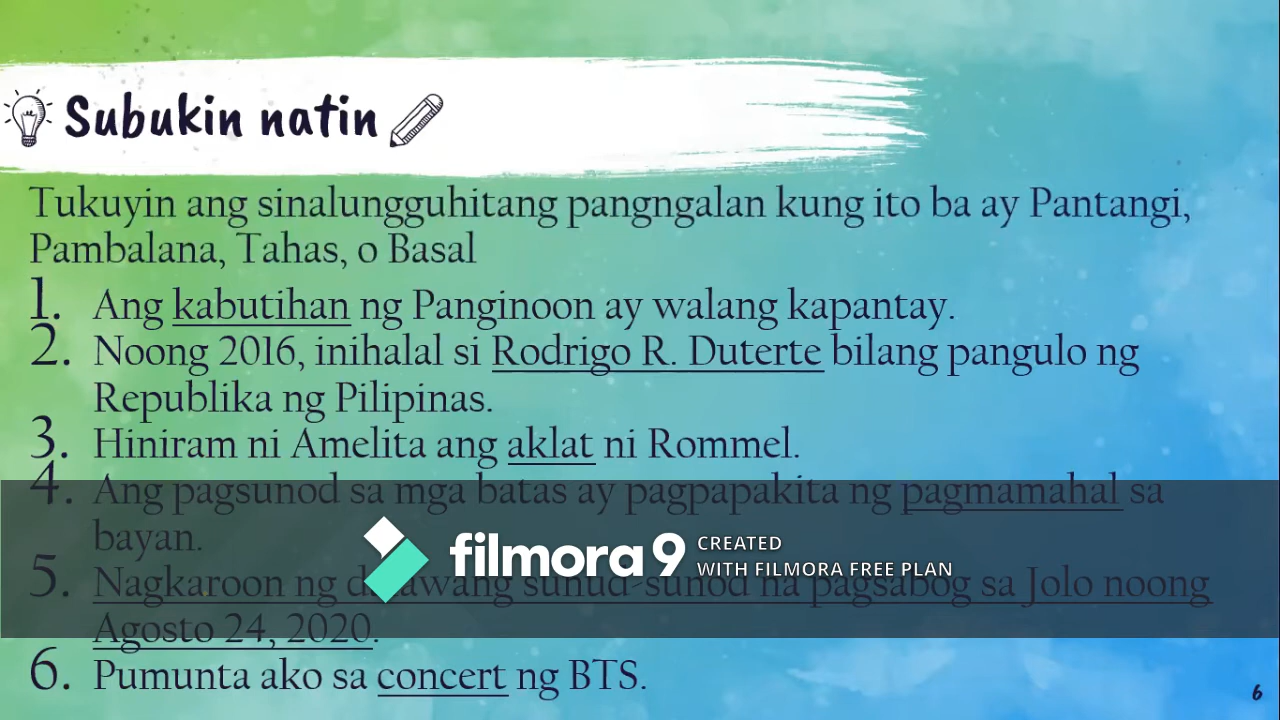 Subukin natin
Tukuyin ang sinalungguhitang pangngalan kung ito ba ay Pantangi,
Pambalana, Tahas, o Basal
1. Ang kabutihan ng Panginoon ay walang kapantay.
2. Noong 2016, inihalal si Rodrigo R. Duterte bilang pangulo ng
Republika ng Pilipinas.
3. Hiniram ni Amelita ang aklat ni Rommel.
4. Ang pagsunod sa mga batas ay pagpapakita ng pagmamahal sa
bayan.
filmora 9 CREATED
WITH FILMORA FREE PLAN
5. Nagkaroon ng sunud-sunod na pagsabog sa Jolo noong
Agosto 24, 2020.
6. Pumunta ako sa concert ng BTS.
6